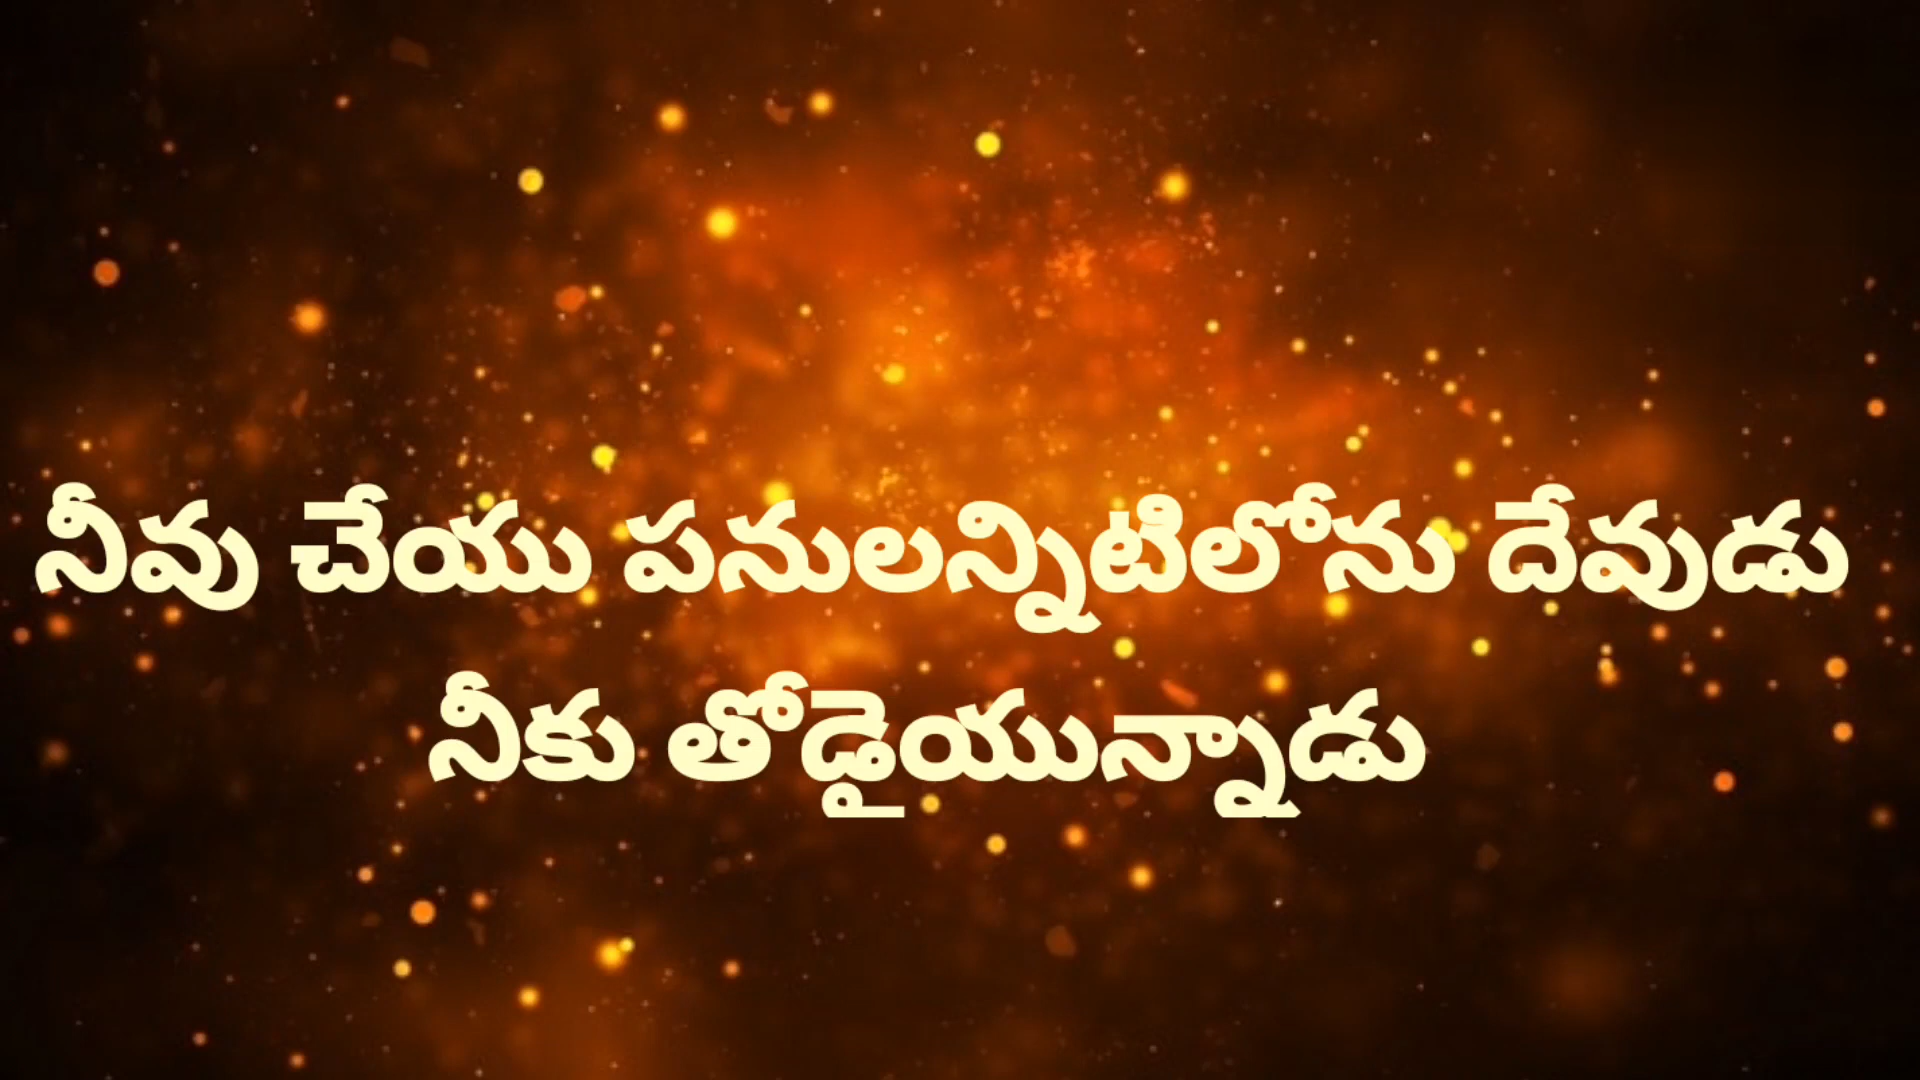 నీవు చేయు పనులన్నిటిలోను దేవుడు
నీకు తోడైయున్నాడు